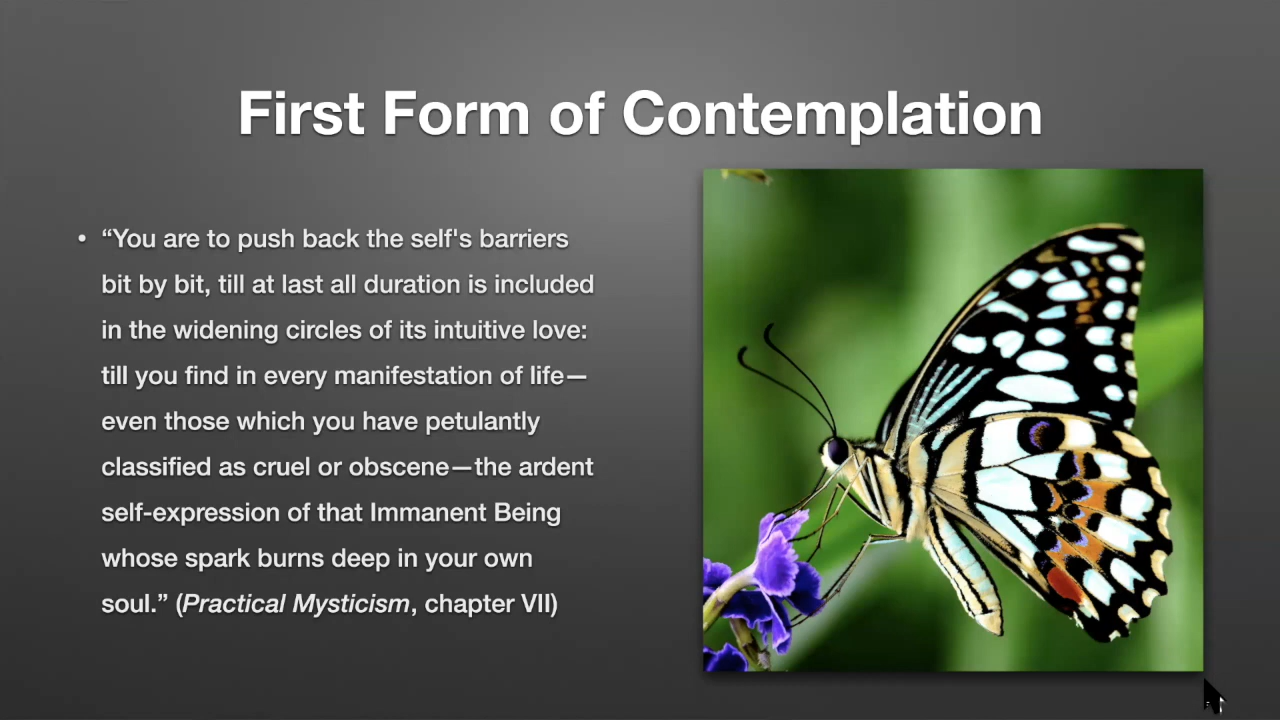 First Form of Contemplation
• “You are to push back the self's barriers
bit by bit, till at last all duration is included
in the widening circles of its intuitive love:
till you find in every manifestation of life—
even those which you have petulantly
classified as cruel or obscene—the ardent
self-expression of that Immanent Being
whose spark burns deep in your own
soul.” (Practical Mysticism, chapter VII)